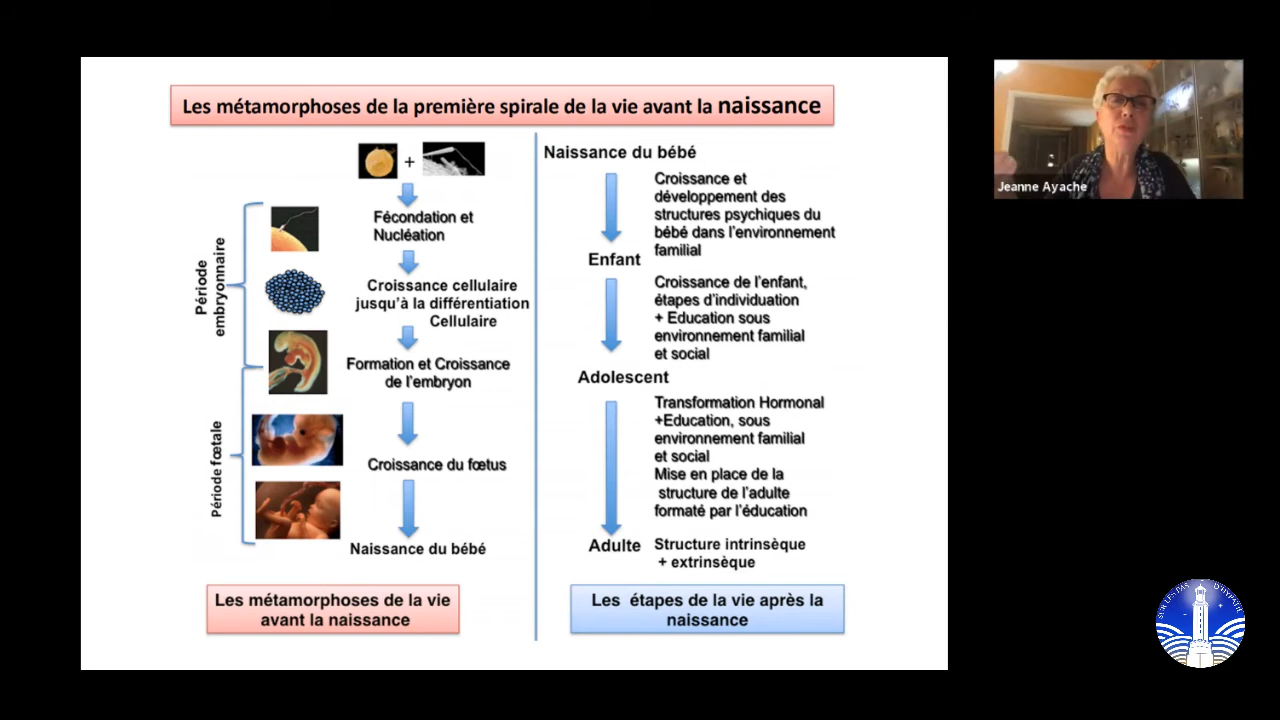 Les métamorphoses de la première spirale de la vie avant la naissance
+
Fécondation et
Nucléation
Croissance cellulaire
jusqu'à la différentiation
Cellulaire
Formation et Croissance
de l'embryon
Croissance du fœtus
Naissance du bébé
Période
embryonnaire
Période fœtale
Les métamorphoses de la vie
avant la naissance
Naissance du bébé
Croissance et
développement des
structures psychiques du
bébé dans l'environnement
familial
Enfant
Croissance de l'enfant,
étapes d'individuation
+ Education sous
environnement familial
et social
Adolescent
Transformation Hormonal
+Education, sous
environnement familial
et social
Mise en place de la
structure de l'adulte
formaté par l'éducation
Adulte
Structure intrinsèque
+ extrinsèque
Les étapes de la vie après la
naissance
Jeanne Ayache
SUR LES PAS D'HYPATIE